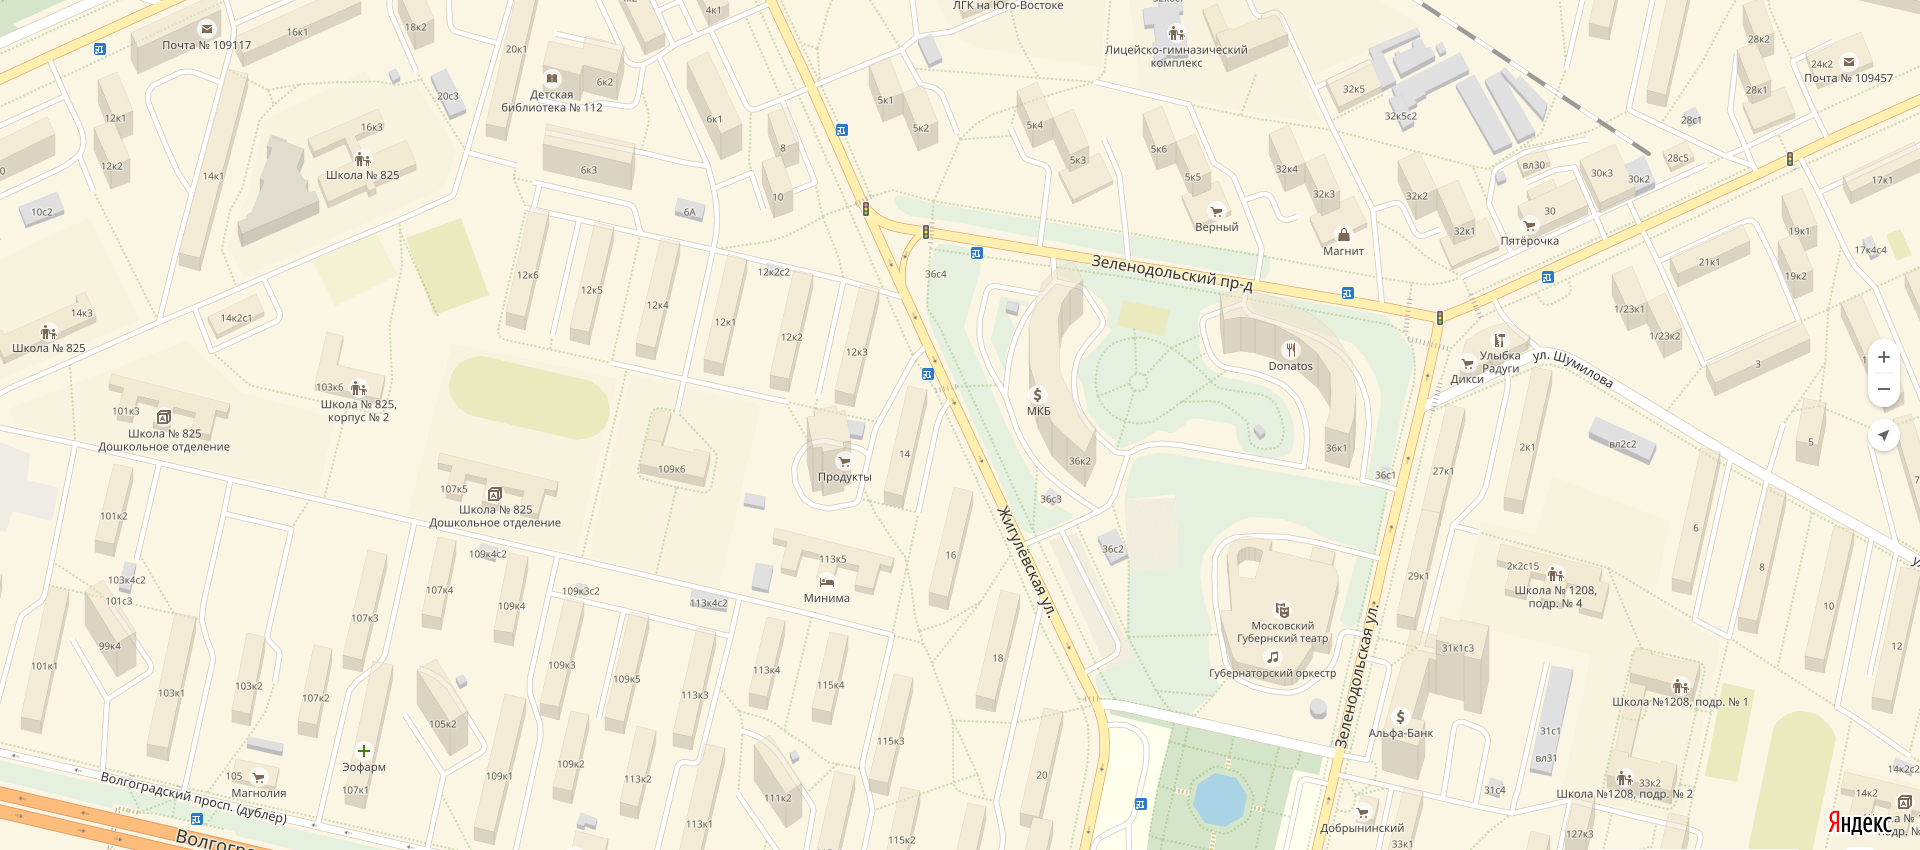 ЛГК на Юго-Востоке
32к6с7
4к1
16к1
18к2
20к1
Почта № 109117
Лицейско-гимназический
комплекс
28к2
24к2
Почта № 109457
6к2
Детская
библиотека № 112
20с3
5к1
32к5
28к1
12к1
16к3
6к1
5к2
5к4
32к5с2
28с1
8
5к6
5к3
12к2
14к1
Школа № 825
6к3
5к5
32к4
32к3
32к2
вл30
28с5
30к3
30к2
17к1
10
10с2
6А
Верный
Магнит
32к1
30
Пятёрочка
19к1
17к4с4
Зеленодольский пр-д
12к6
12к5
12к4
12к2с2
36с4
21к1
19к2
14к3
14к2с1
12к1
12к2
12к3
1/23к1
1/23к2
Школа № 825
Donatos
Улыбка
Радуги
Дикси
ул. Шумилова
3
103к6
Школа № 825,
корпус № 2
МКБ
101к3
Школа № 825
Дошкольное отделение
109к6
14
Продукты
36к2
36к1
36с1
27к1
2к1
вл2с2
5
107к5
Школа № 825
Дошкольное отделение
36с3
101к2
109к4с2
113к5
Минима
16
Жигулёвская ул.
36с2
6
8
10
12
103к4с2
101с3
107к4
109к4
109к3с2
113к4с2
2к2с15
Школа № 1208,
подр. № 4
29к1
Московский
Губернский театр
Губернаторский оркестр
Зеленодольская ул.
31к1с3
107к3
99к4
101к1
103к1
103к2
107к2
109к3
109к5
113к3
113к4
115к4
18
Школа №1208, подр. № 1
105к2
Зеленодольская ул.
Альфа-Банк
31с1
вл31
115к3
Эофарм
107к1
105
Магнолия
109к1
109к2
113к2
111к2
20
33к2
Школа №1208, подр. № 2
31с4
14к2с2
14к2
Волгоградский просп. (дублёр)
113к1
115к2
Добрынинский
33к1
127к3
Яндекс